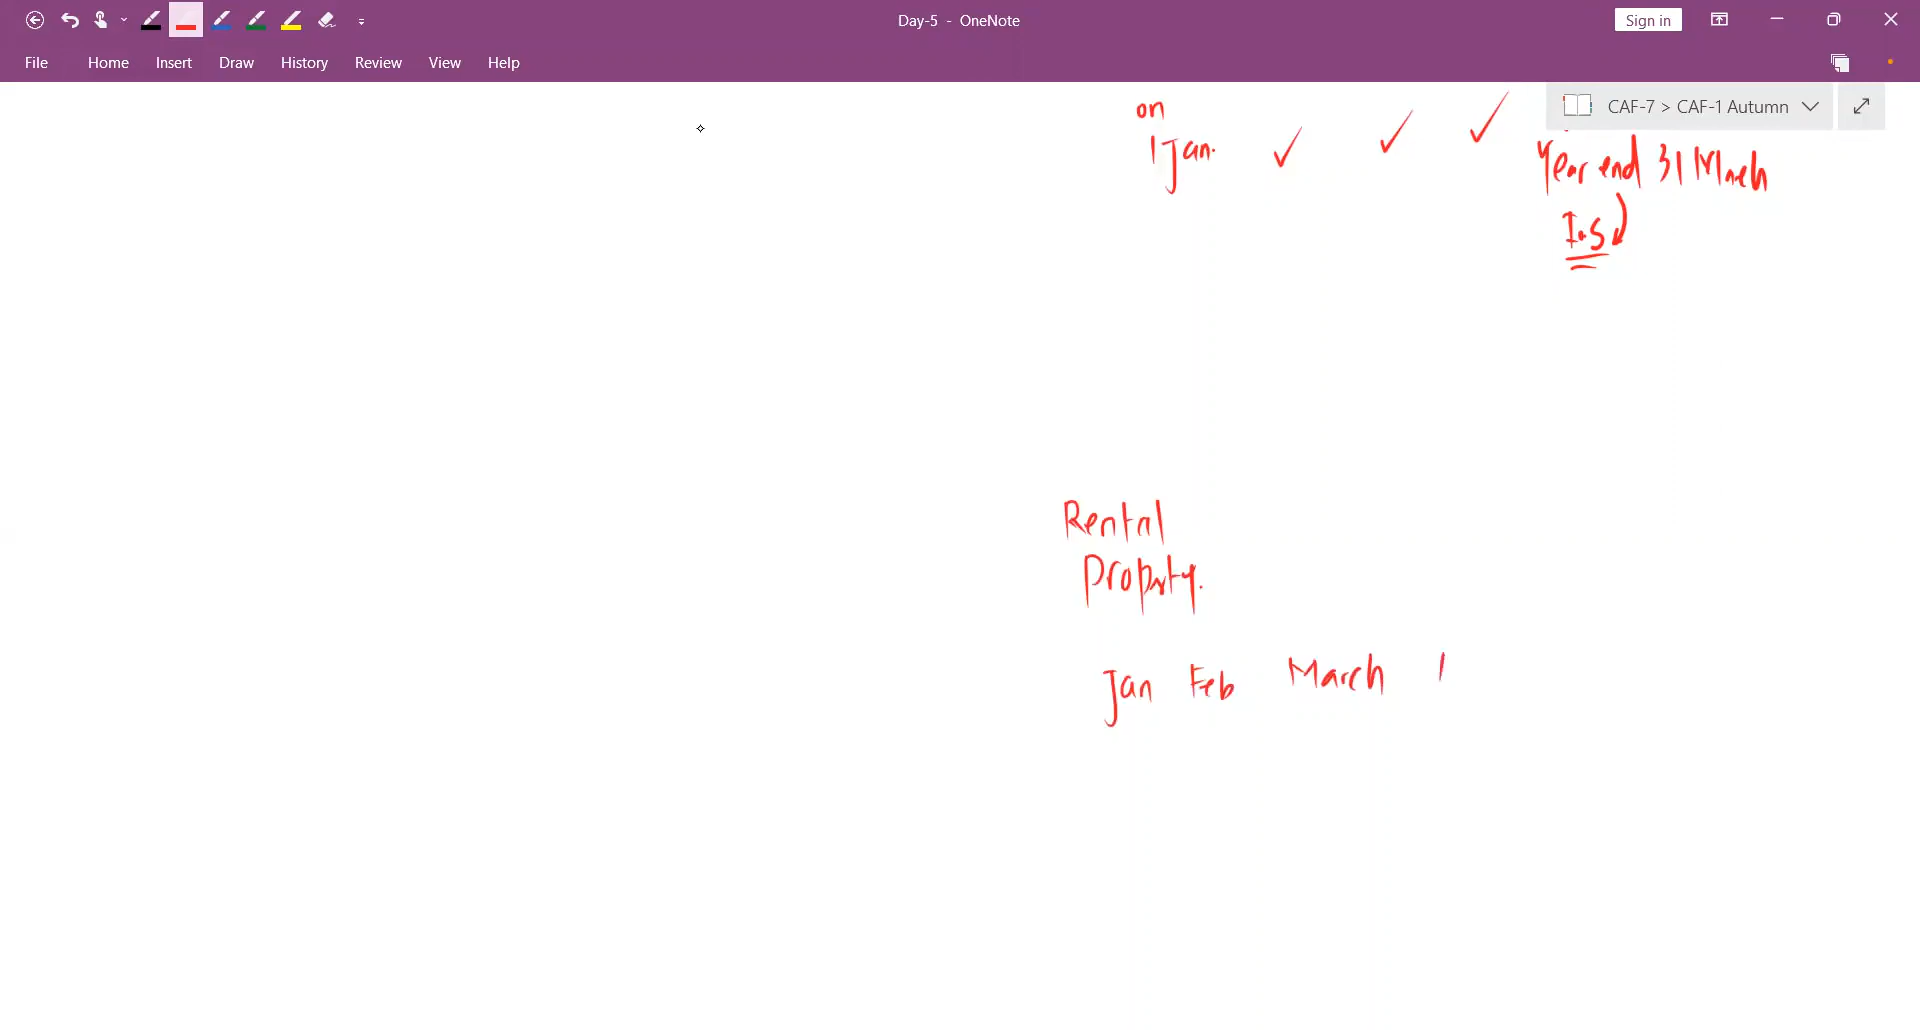 Day-5 - OneNote
Sign in
File Home Insert Draw History Review View Help
CAF-7 > CAF-1 Autumn
on
1 Jan.
Year end 31 March
I.S
Rental
Property.
Jan Feb March